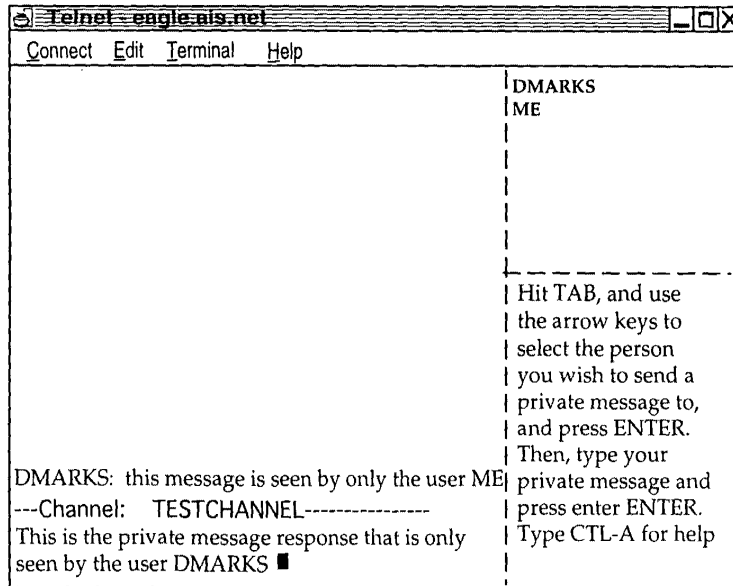 Telnet - eagle.ais.net
Connect Edit Terminal Help
DMARKS
ME
Hit TAB, and use
the arrow keys to
select the person
you wish to send a
private message to,
and press ENTER.
Then, type your
private message and
press enter ENTER.
Type CTL-A for help
DMARKS: this message is seen by only the user ME
---Channel: TESTCHANNEL----------------
This is the private message response that is only
seen by the user DMARKS